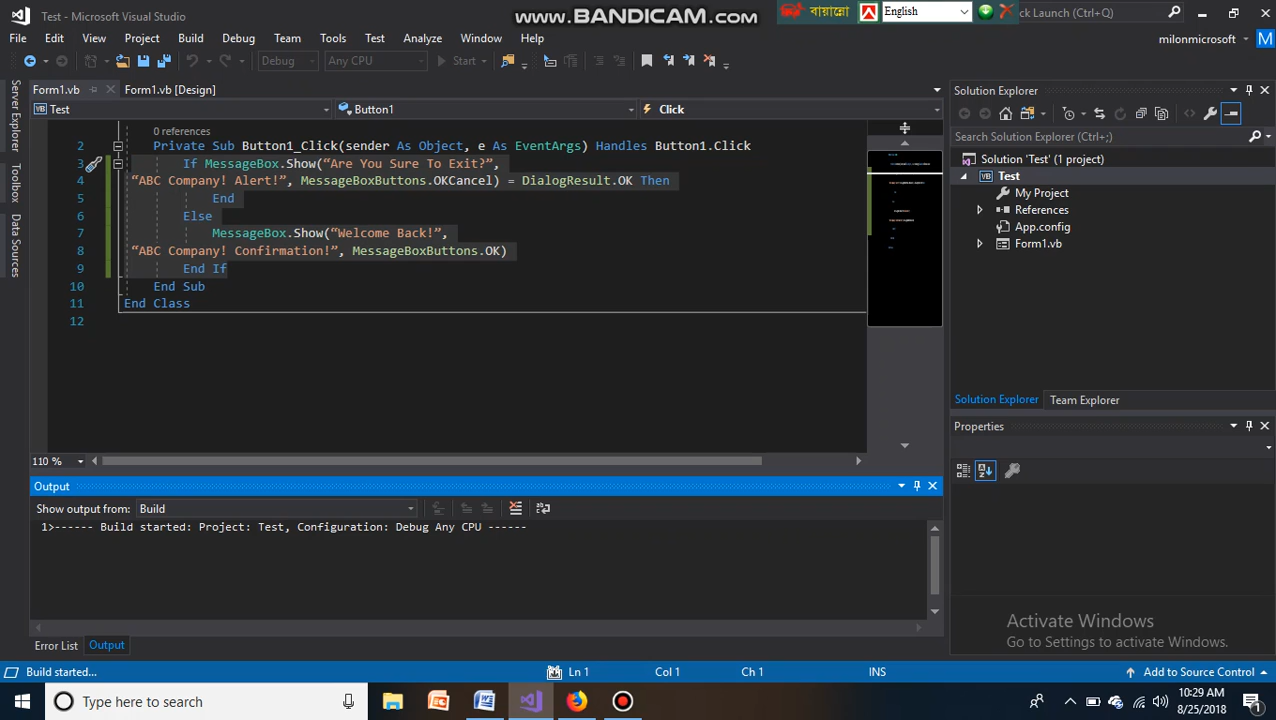 Test - Microsoft Visual Studio
www.BANDICAM.com
বায়ান্নো
English
ck Launch (Ctrl+Q)
File Edit View Project Build Debug Team Tools Test Analyze Window Help
milonmicrosoft M
Debug Any CPU Start
Form1.vb Form1.vb [Design]
Test Button1 Click
0 references
2 Private Sub Button1_Click(sender As Object, e As EventArgs) Handles Button1.Click
3 If MessageBox.Show(“Are You Sure To Exit?”,
4 “ABC Company! Alert!”, MessageBoxButtons.OKCancel) = DialogResult.OK Then
5 End
6 Else
7 MessageBox.Show(“Welcome Back!”,
8 “ABC Company! Confirmation!”, MessageBoxButtons.OK)
9 End If
10 End Sub
11 End Class
12
110 %
Server Explorer
Toolbox
Data Sources
Solution Explorer
Search Solution Explorer (Ctrl+;)
Solution 'Test' (1 project)
VB Test
My Project
References
App.config
VB Form1.vb
Solution Explorer Team Explorer
Properties
Output
Show output from: Build
1>------ Build started: Project: Test, Configuration: Debug Any CPU ------
Error List Output
Activate Windows
Go to Settings to activate Windows.
Build started... Ln 1 Col 1 Ch 1 INS Add to Source Control
Type here to search
10:29 AM
8/25/2018
1